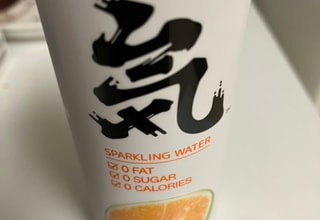 気
SPARKLING WATER
☑ 0 FAT
☑ 0 SUGAR
☑ 0 CALORIES